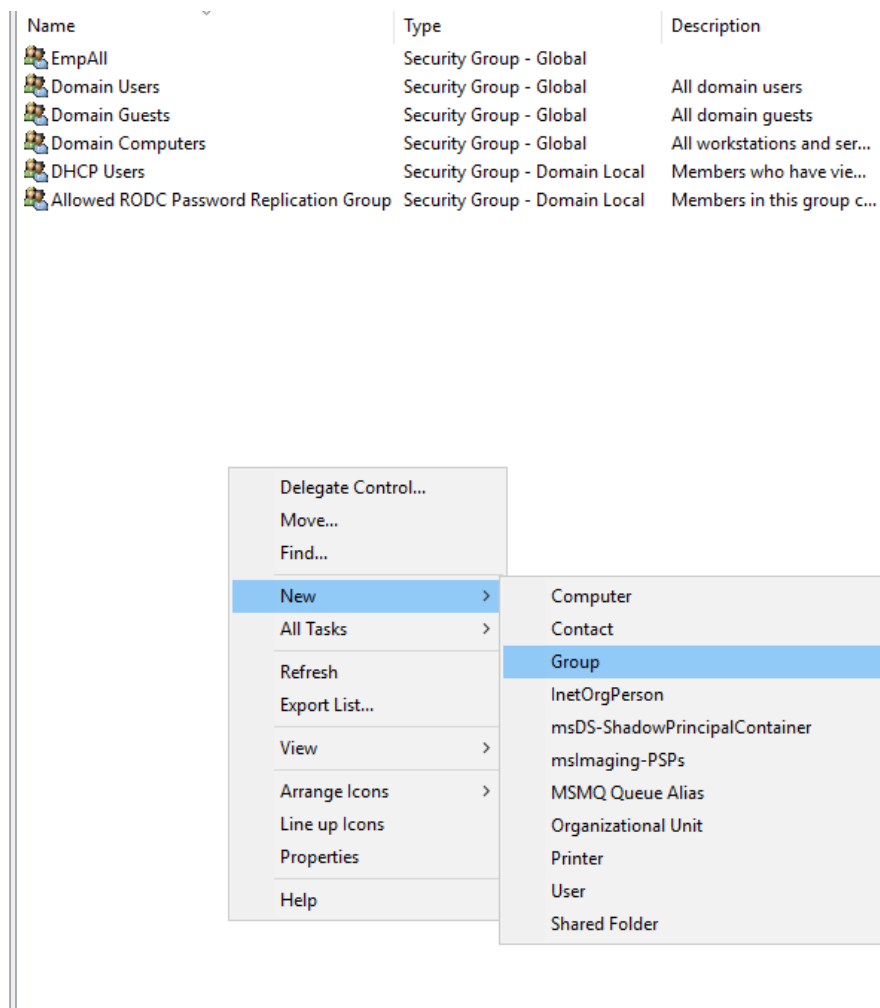 Name Type Description
EmpAll Security Group - Global
Domain Users Security Group - Global All domain users
Domain Guests Security Group - Global All domain guests
Domain Computers Security Group - Global All workstations and ser...
DHCP Users Security Group - Domain Local Members who have vie...
Allowed RODC Password Replication Group Security Group - Domain Local Members in this group c...
Delegate Control...
Move...
Find...
New
All Tasks
Refresh
Export List...
View
Arrange Icons
Line up Icons
Properties
Help
Computer
Contact
Group
InetOrgPerson
msDS-ShadowPrincipalContainer
msImaging-PSPs
MSMQ Queue Alias
Organizational Unit
Printer
User
Shared Folder